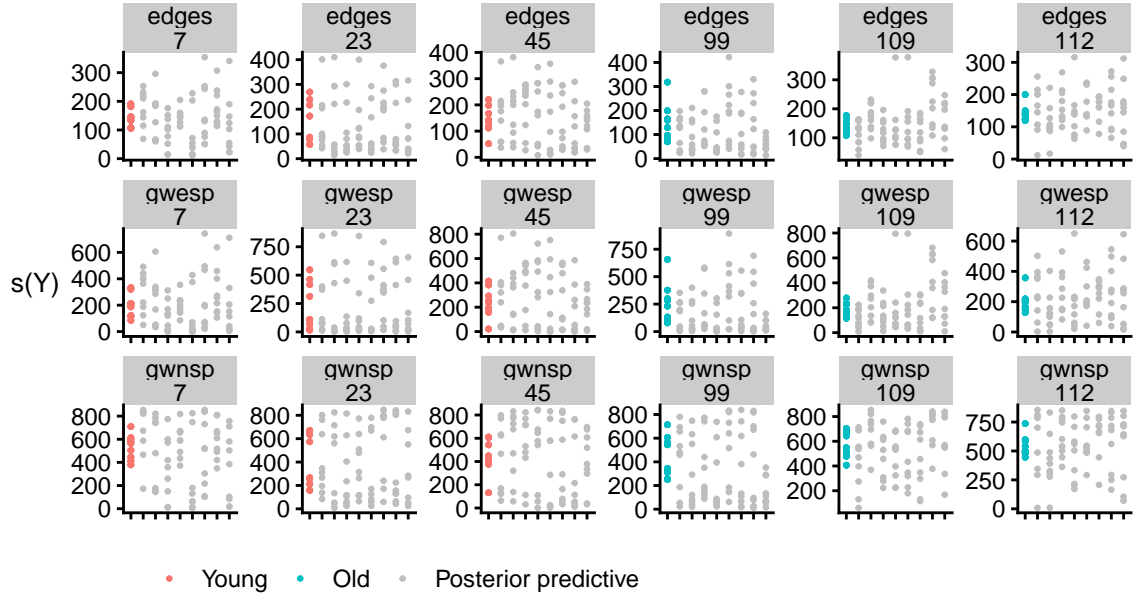 edges edges edges edges edges edges
7 23 45 99 109 112
300 200 100 0
400 300 200 100 0
400 300 200 100 0
400 300 200 100 0
300 200 100
300 200 100 0
gwesp gwesp gwesp gwesp gwesp gwesp
7 23 45 99 109 112
s(Y)
600 400 200 0
750 500 250 0
800 600 400 200 0
750 500 250 0
800 600 400 200 0
600 400 200 0
gwnsp gwnsp gwnsp gwnsp gwnsp gwnsp
7 23 45 99 109 112
800 600 400 200 0
800 600 400 200 0
800 600 400 200 0
800 600 400 200 0
800 600 400 200
750 500 250 0
Young Old Posterior predictive